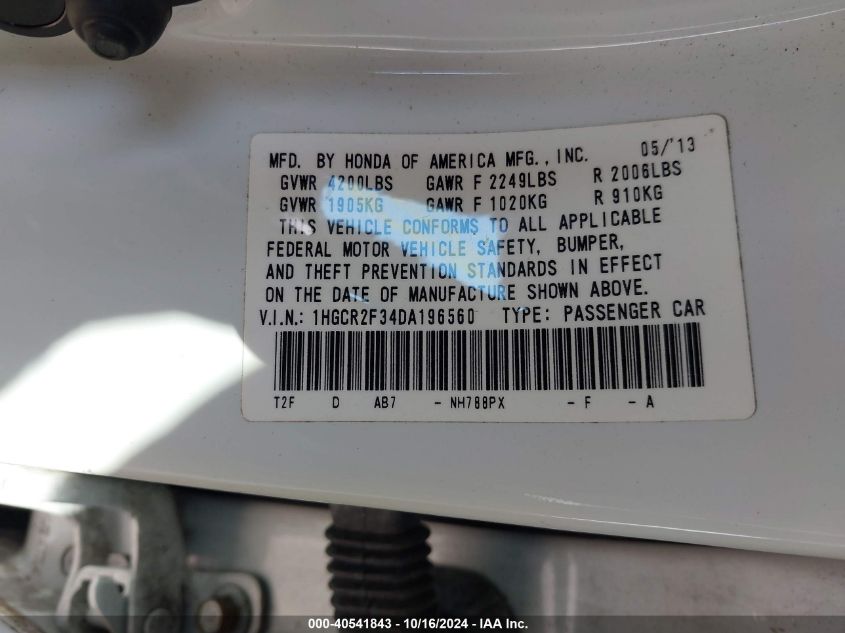 MFD. BY HONDA OF AMERICA MFG., INC. 05/'13
GVWR 4200LBS GAWR F 2249LBS R 2006LBS
GVWR 1905KG GAWR F 1020KG R 910KG
THIS VEHICLE CONFORMS TO ALL APPLICABLE
FEDERAL MOTOR VEHICLE SAFETY, BUMPER,
AND THEFT PREVENTION STANDARDS IN EFFECT
ON THE DATE OF MANUFACTURE SHOWN ABOVE.
V.I.N.: 1HGCR2F34DA196560 TYPE: PASSENGER CAR
T2F D AB7 - NH788PX - F - A
000-40541843 / 10/16/2024 - IAA Inc.